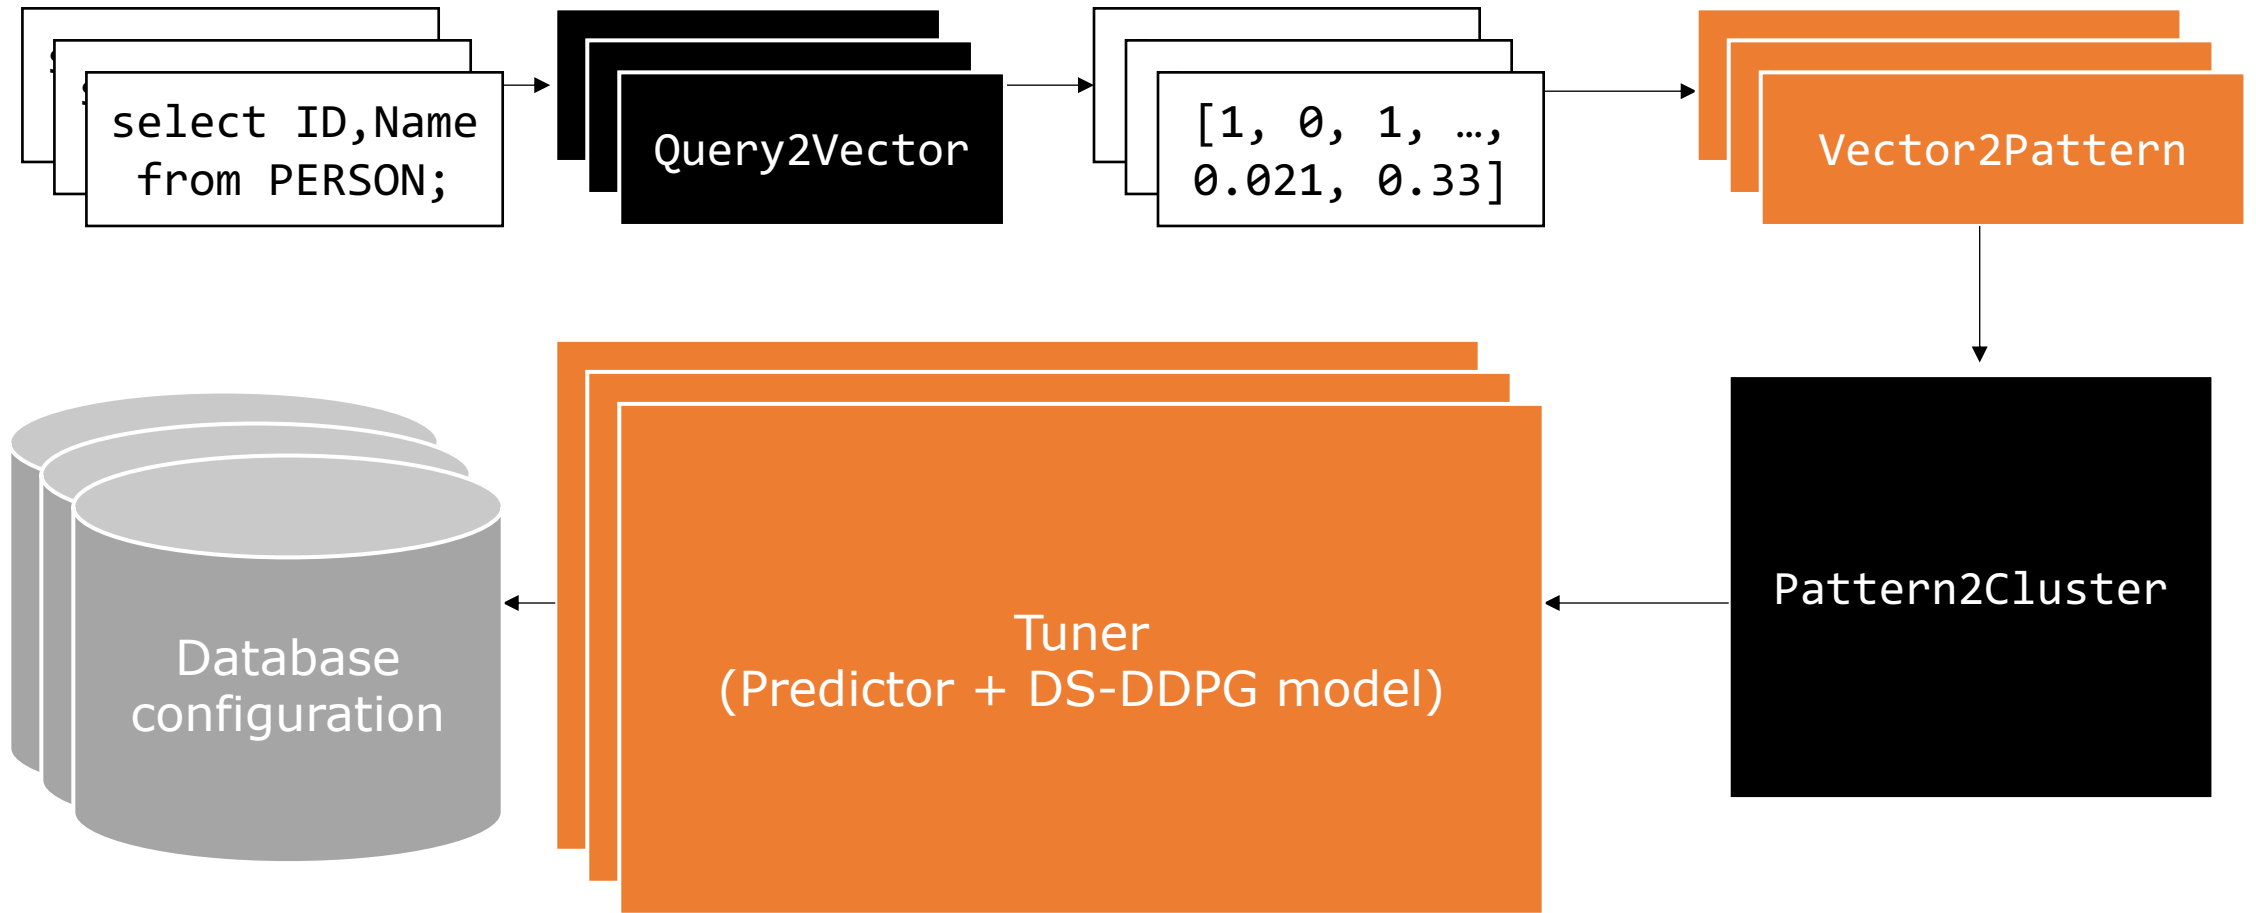 select ID,Name
from PERSON;
Query2Vector
[1, 0, 1, …,
0.021, 0.33]
Vector2Pattern
Pattern2Cluster
Tuner
(Predictor + DS-DDPG model)
Database
configuration